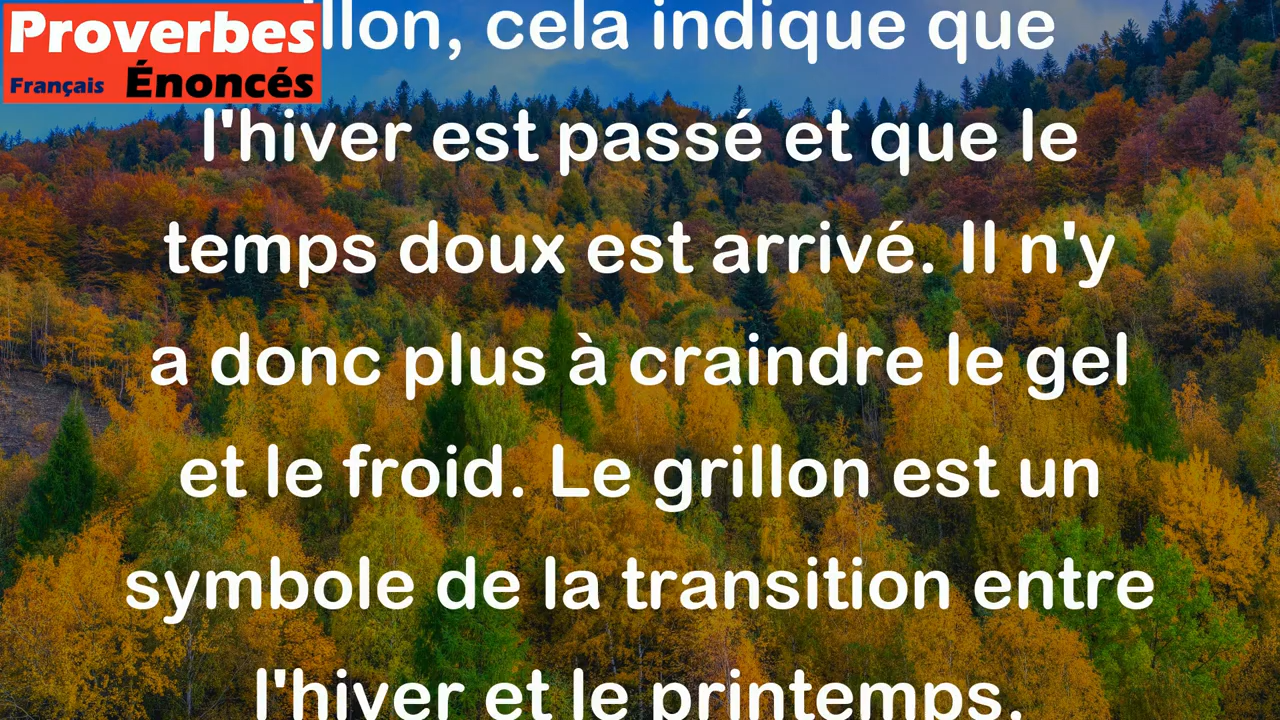 Proverbes
Français Énoncés
cela indique que
l'hiver est passé et que le
temps doux est arrivé. Il n'y
a donc plus à craindre le gel
et le froid. Le grillon est un
symbole de la transition entre
l'hiver et le printemps.